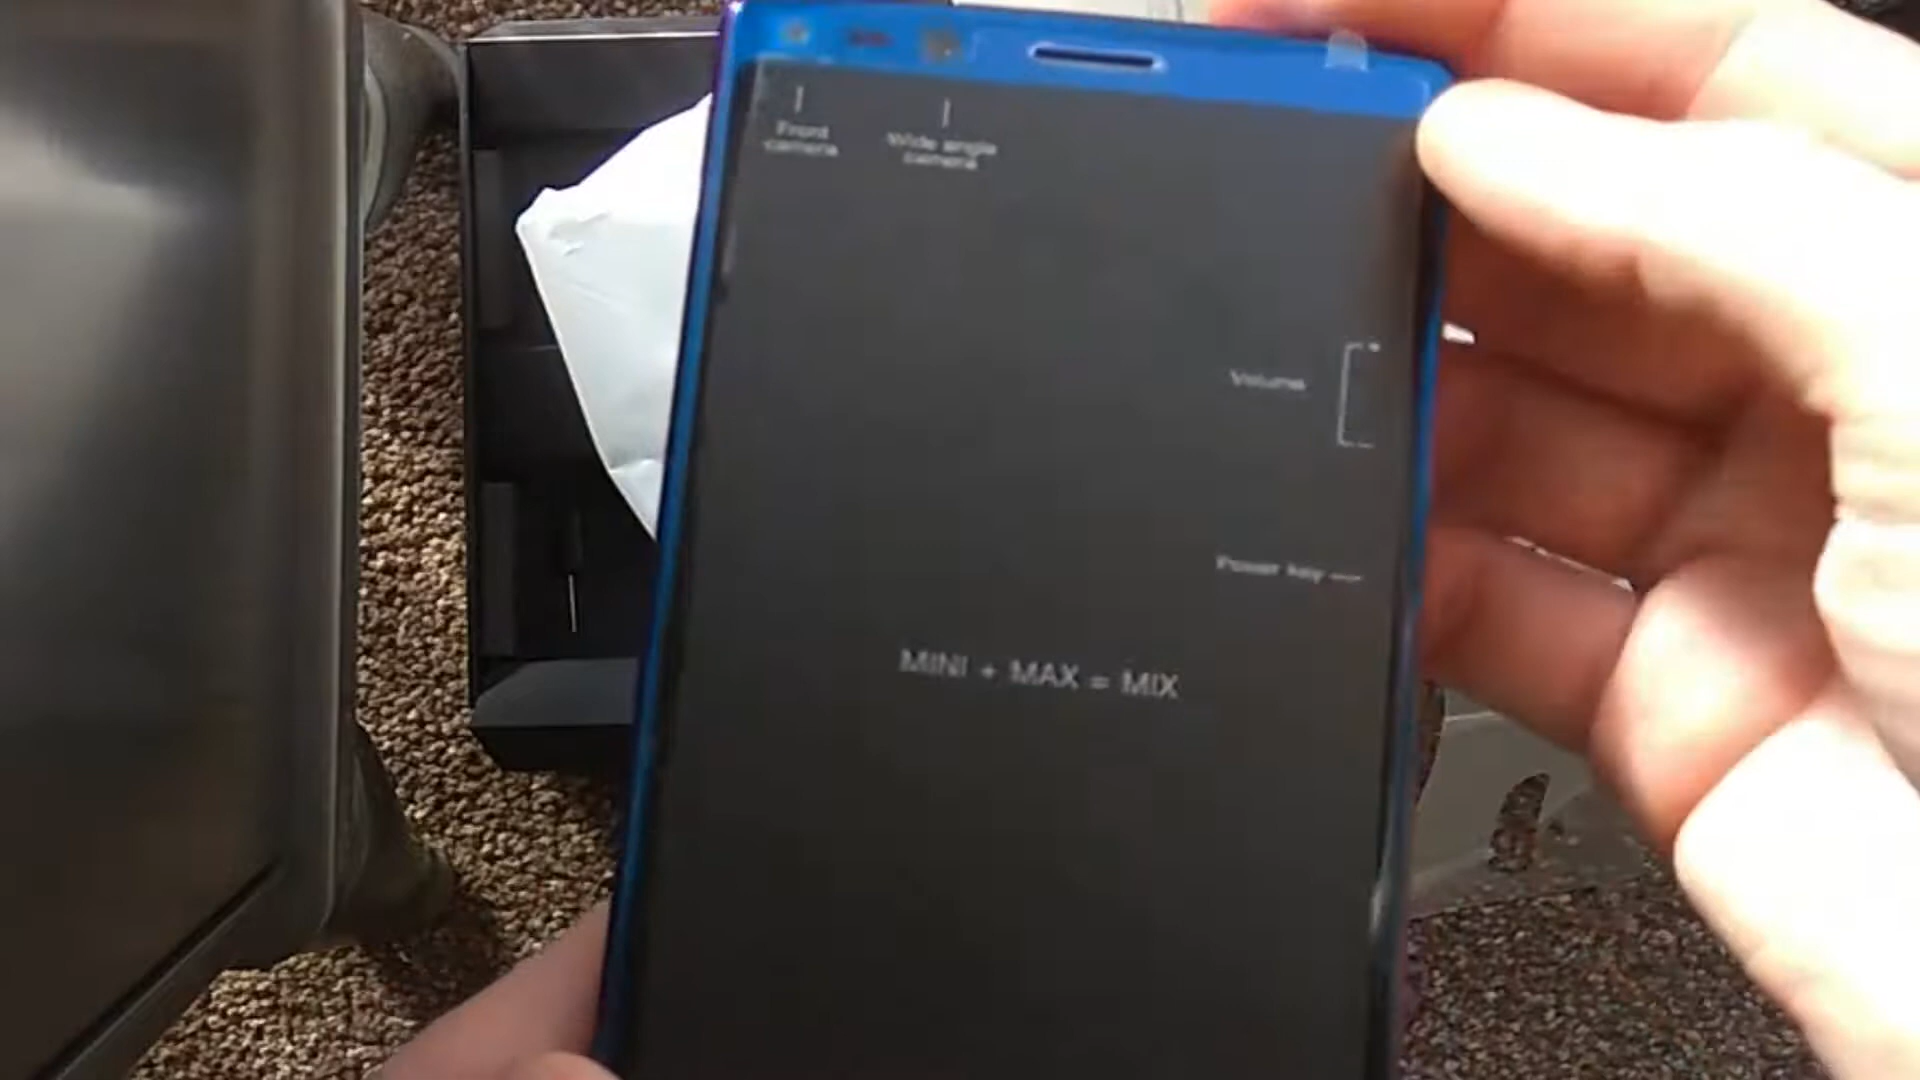 Front
camera
Wide angle
camera
Volume
Power key
MINI + MAX = MIX